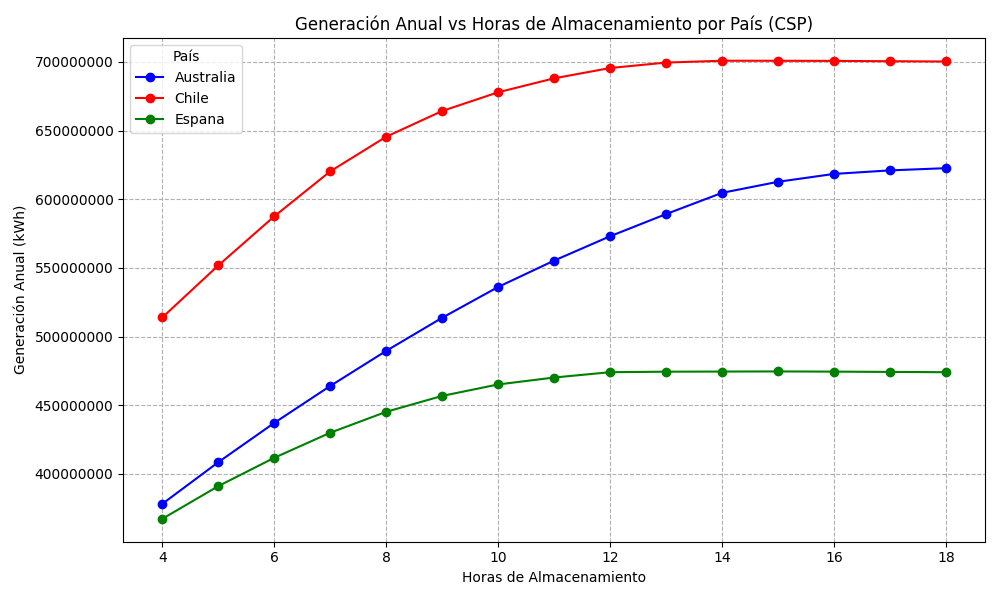 Generación Anual vs Horas de Almacenamiento por País (CSP)
País
Australia
Chile
Espana
Generación Anual (kWh)
700000000
650000000
600000000
550000000
500000000
450000000
400000000
4 6 8 10 12 14 16 18
Horas de Almacenamiento